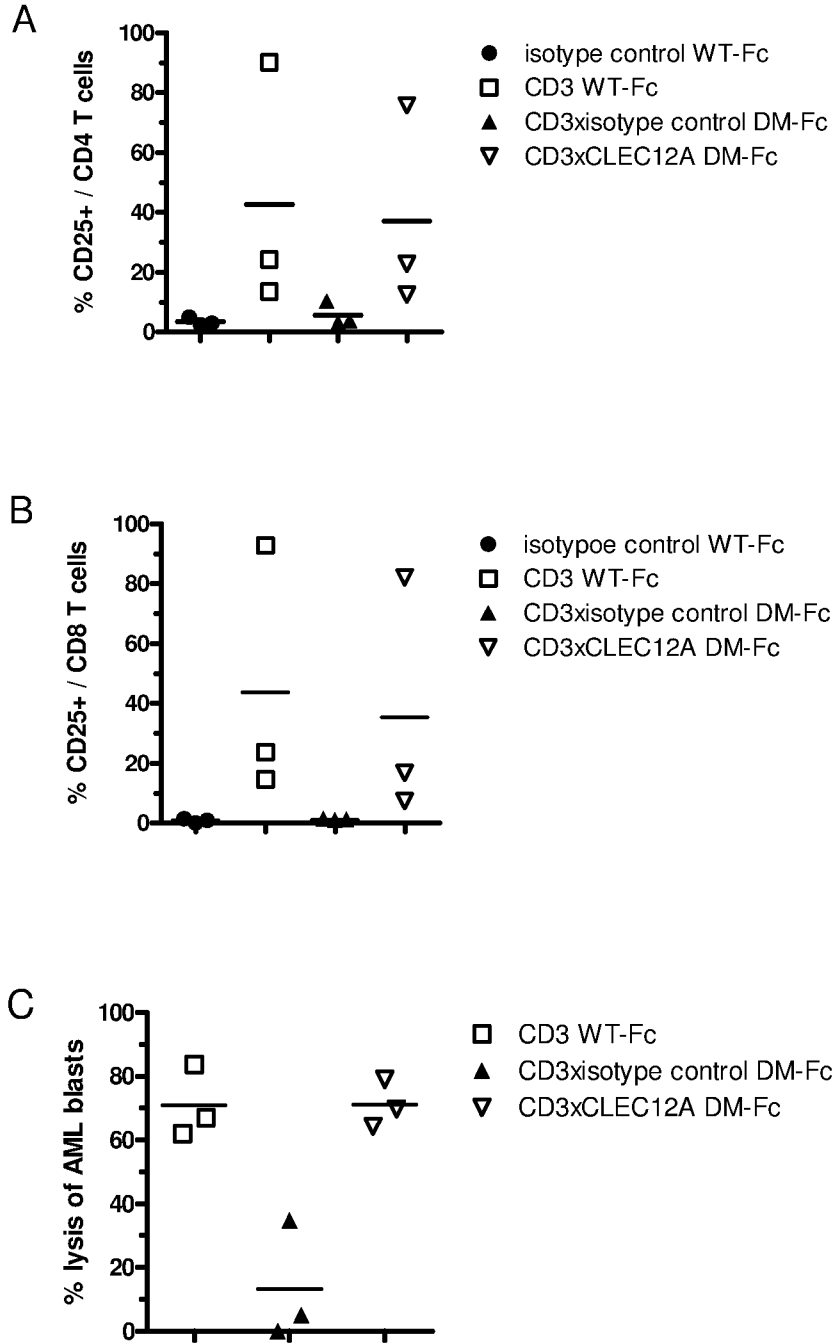 A
% CD25+ / CD4 T cells
100
80
60
40
20
0
isotype control WT-Fc
CD3 WT-Fc
CD3xisotype control DM-Fc
CD3xCLEC12A DM-Fc
B
% CD25+ / CD8 T cells
100
80
60
40
20
0
isotypoe control WT-Fc
CD3 WT-Fc
CD3xisotype control DM-Fc
CD3xCLEC12A DM-Fc
C
% lysis of AML blasts
100
80
60
40
20
0
CD3 WT-Fc
CD3xisotype control DM-Fc
CD3xCLEC12A DM-Fc